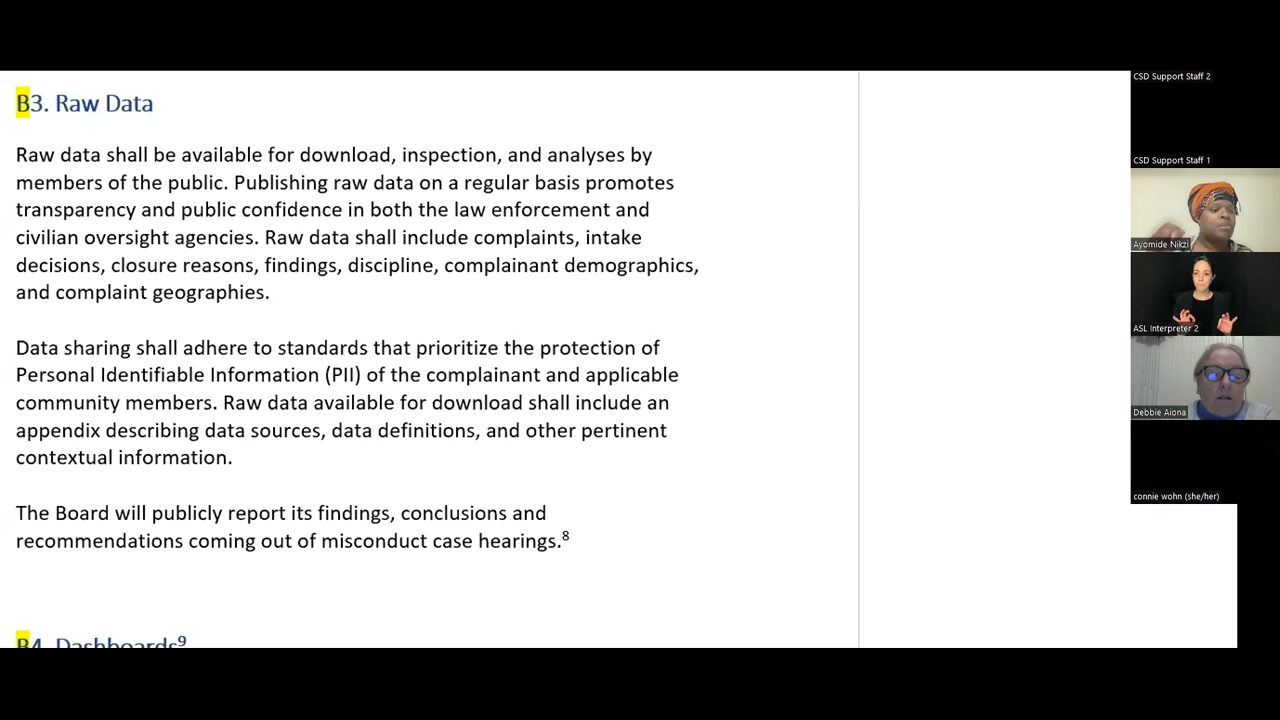 B3. Raw Data
Raw data shall be available for download, inspection, and analyses by
members of the public. Publishing raw data on a regular basis promotes
transparency and public confidence in both the law enforcement and
civilian oversight agencies. Raw data shall include complaints, intake
decisions, closure reasons, findings, discipline, complainant demographics,
and complaint geographies.
Data sharing shall adhere to standards that prioritize the protection of
Personal Identifiable Information (PII) of the complainant and applicable
community members. Raw data available for download shall include an
appendix describing data sources, data definitions, and other pertinent
contextual information.
The Board will publicly report its findings, conclusions and
recommendations coming out of misconduct case hearings.8
B4. Dashboards9
CSD Support Staff 2
CSD Support Staff 1
Ayomide Nikzi
ASL Interpreter 2
Debbie Aiona
connie wohn (she/her)